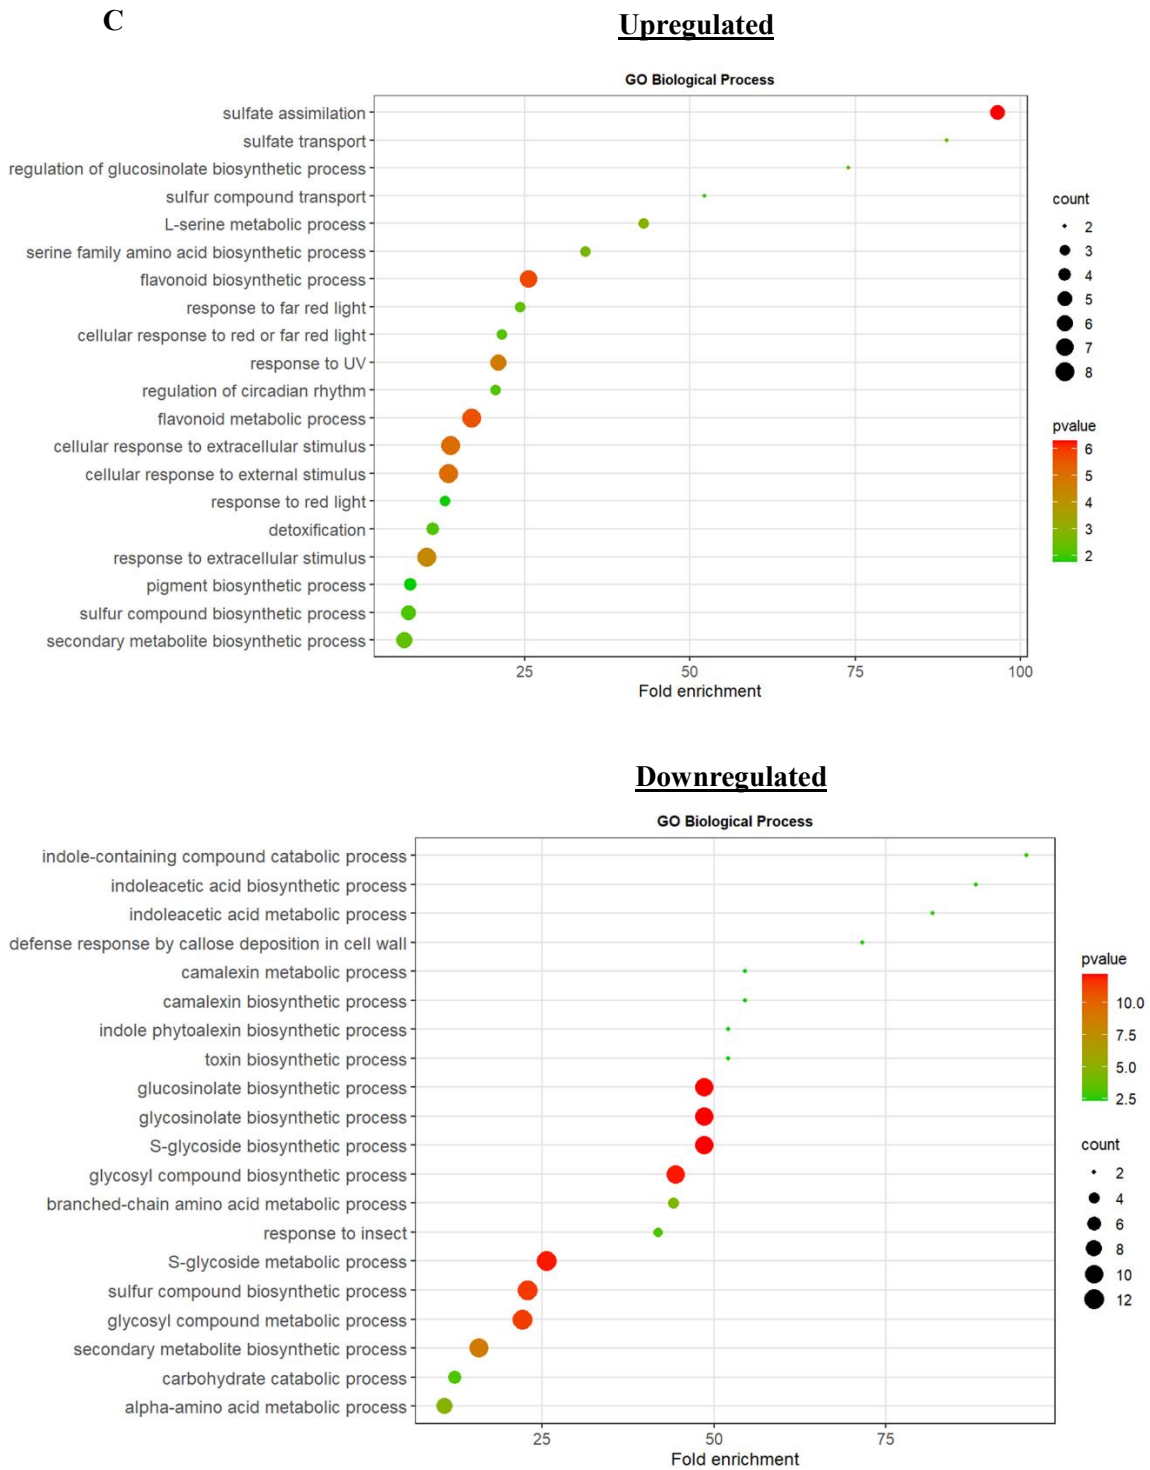 C
Upregulated
GO Biological Process
sulfate assimilation
sulfate transport
regulation of glucosinolate biosynthetic process
sulfur compound transport
L-serine metabolic process
serine family amino acid biosynthetic process
flavonoid biosynthetic process
response to far red light
cellular response to red or far red light
response to UV
regulation of circadian rhythm
flavonoid metabolic process
cellular response to extracellular stimulus
cellular response to external stimulus
response to red light
detoxification
response to extracellular stimulus
pigment biosynthetic process
sulfur compound biosynthetic process
secondary metabolite biosynthetic process
25 50 75 100
Fold enrichment
count
2
3
4
5
6
7
8
pvalue
6
5
4
3
2
Downregulated
GO Biological Process
indole-containing compound catabolic process
indoleacetic acid biosynthetic process
indoleacetic acid metabolic process
defense response by callose deposition in cell wall
camalexin metabolic process
camalexin biosynthetic process
indole phytoalexin biosynthetic process
toxin biosynthetic process
glucosinolate biosynthetic process
glycosinolate biosynthetic process
S-glycoside biosynthetic process
glycosyl compound biosynthetic process
branched-chain amino acid metabolic process
response to insect
S-glycoside metabolic process
sulfur compound biosynthetic process
glycosyl compound metabolic process
secondary metabolite biosynthetic process
carbohydrate catabolic process
alpha-amino acid metabolic process
25 50 75
Fold enrichment
pvalue
10.0
7.5
5.0
2.5
count
2
4
6
8
10
12